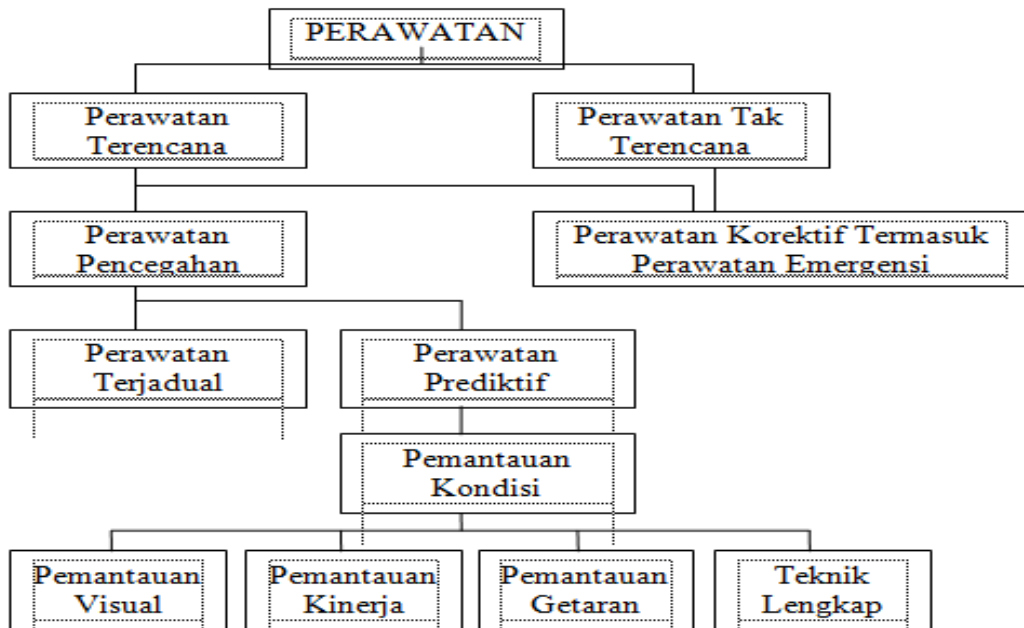 PERAWATAN
Perawatan
Terencana
Perawatan Tak
Terencana
Perawatan
Pencegahan
Perawatan Korektif Termasuk
Perawatan Emergensi
Perawatan
Terjadual
Perawatan
Prediktif
Pemantauan
Kondisi
Pemantauan
Visual
Pemantauan
Kinerja
Pemantauan
Getaran
Teknik
Lengkap